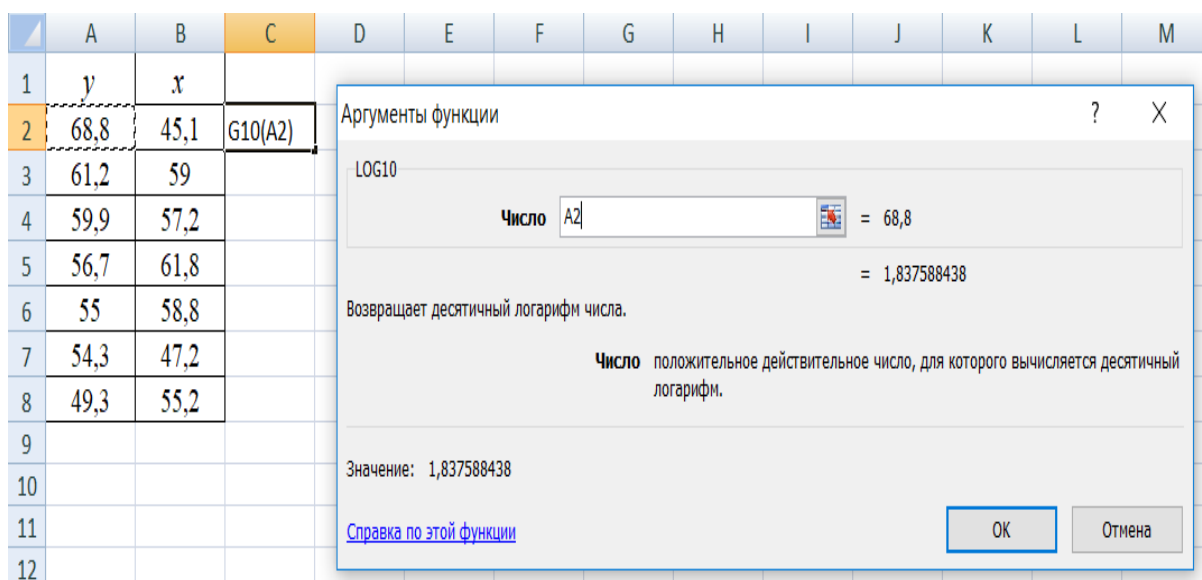 A B C D E F G H I J K L M
1 y x
2 68,8 45,1 G10(A2)
3 61,2 59
4 59,9 57,2
5 56,7 61,8
6 55 58,8
7 54,3 47,2
8 49,3 55,2
9
10
11
12
Аргументы функции ? X
LOG10
Число A2 = 68,8
= 1,837588438
Возвращает десятичный логарифм числа.
Число положительное действительное число, для которого вычисляется десятичный
логарифм.
Значение: 1,837588438
Справка по этой функции
ОК Отмена